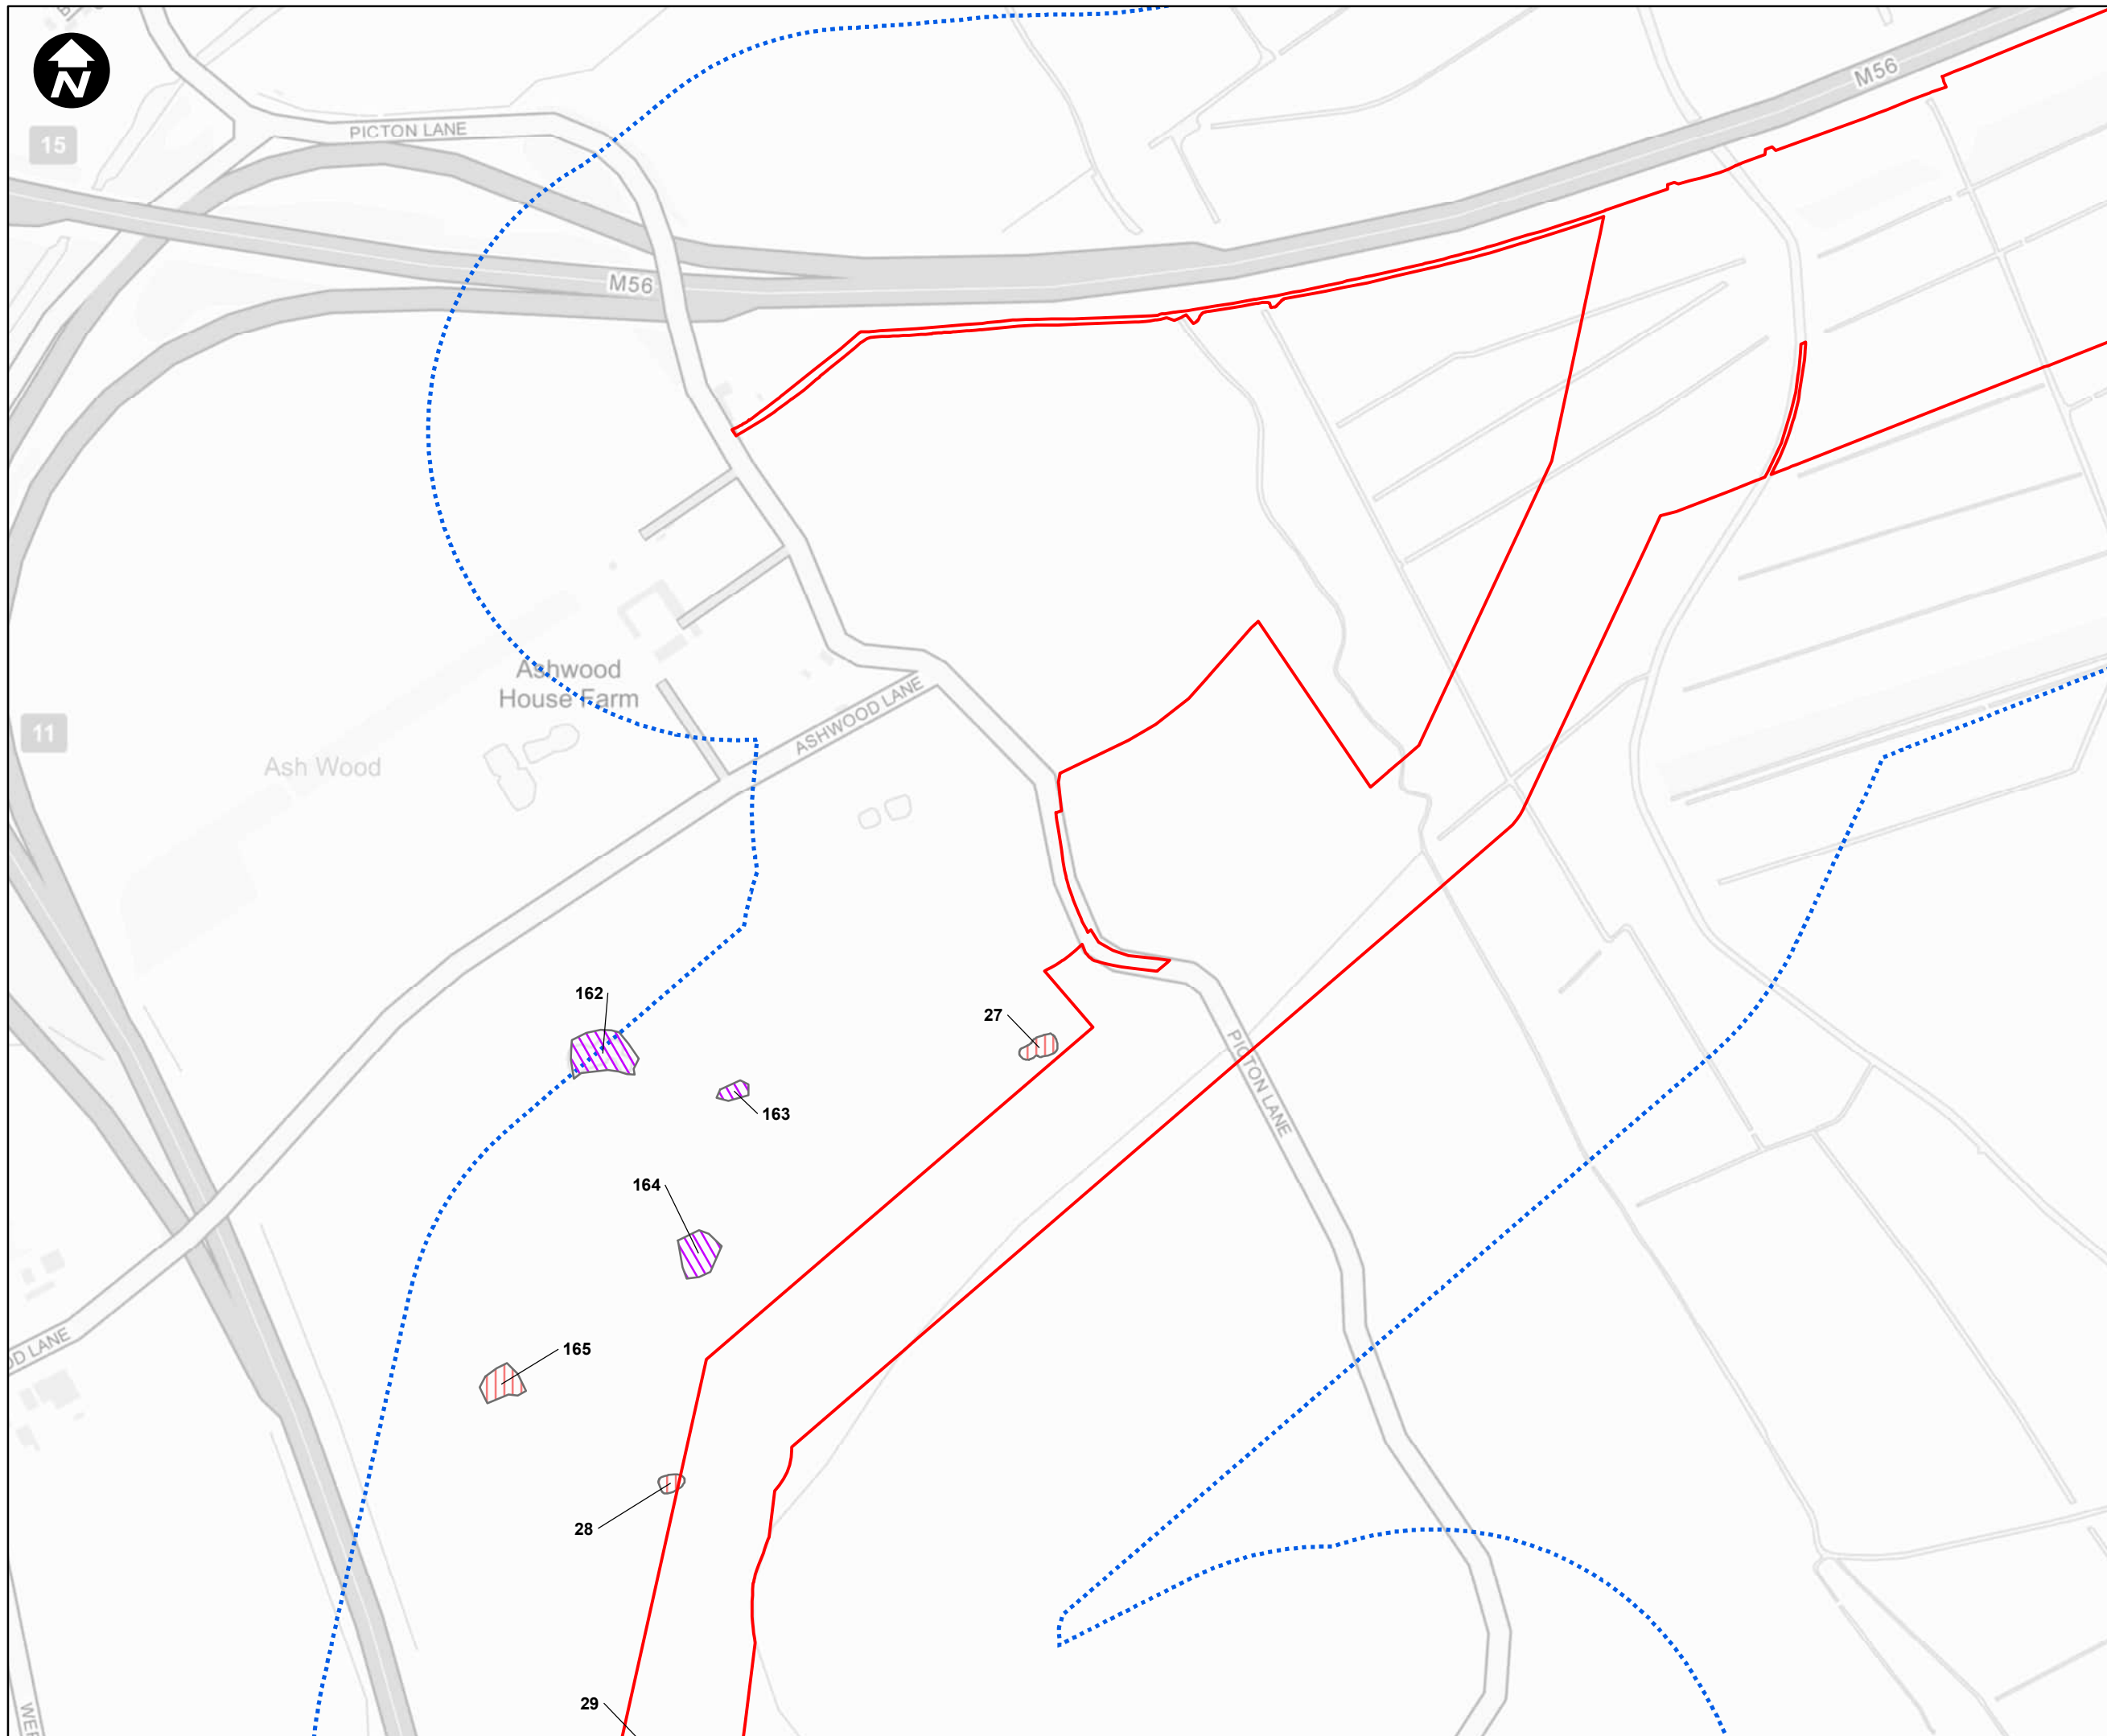 N
15
PICTON LANE
M56
M56
Ashwood
House Farm
ASHWOOD LANE
11
Ash Wood
162
27
163
PICTON LANE
164
165
OD LANE
28
29